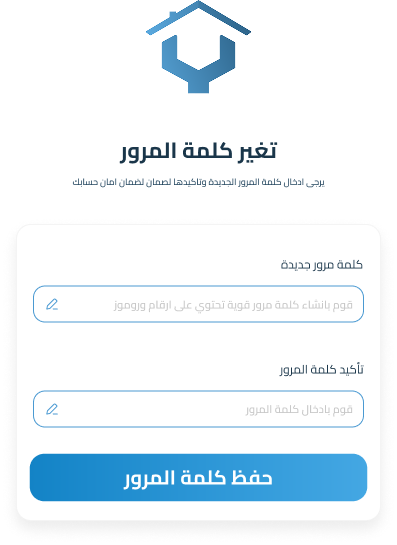 تغير كلمة المرور
يرجى ادخال كلمة المرور الجديدة وتاكيدها لصمان لضمان امان حسابك
كلمة مرور جديدة
قوم بانشاء كلمة مرور قوية تحتوي على ارقام وروموز
تأكيد كلمة المرور
قوم بادخال كلمة المرور
حفظ كلمة المرور